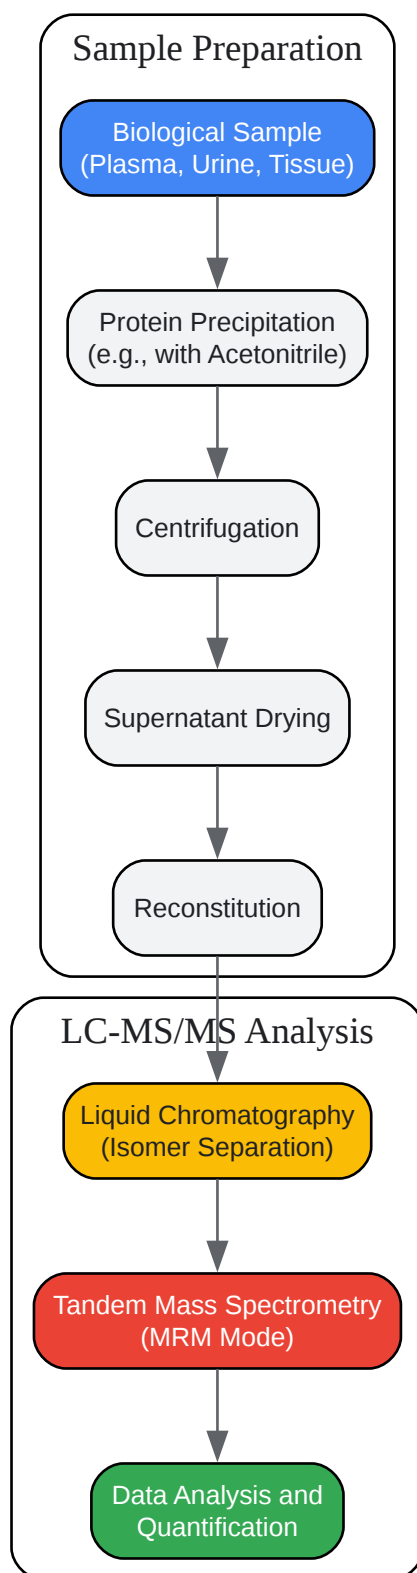 Sample Preparation
Biological Sample
(Plasma, Urine, Tissue)
Protein Precipitation
(e.g., with Acetonitrile)
Centrifugation
Supernatant Drying
Reconstitution
LC-MS/MS Analysis
Liquid Chromatography
(Isomer Separation)
Tandem Mass Spectrometry
(MRM Mode)
Data Analysis and
Quantification